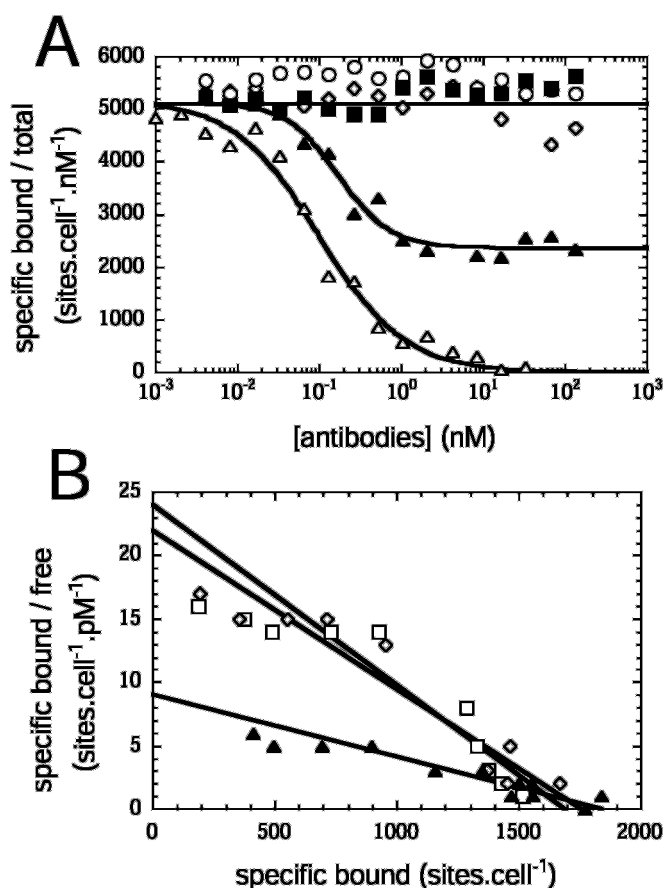 A
specific bound / total
(sites.cell⁻¹.nM⁻¹)
6000
5000
4000
3000
2000
1000
0
10⁻³ 10⁻² 10⁻¹ 10⁰ 10¹ 10² 10³
[antibodies] (nM)
B
specific bound / free
(sites.cell⁻¹.pM⁻¹)
25
20
15
10
5
0
0 500 1000 1500 2000
specific bound (sites.cell⁻¹)